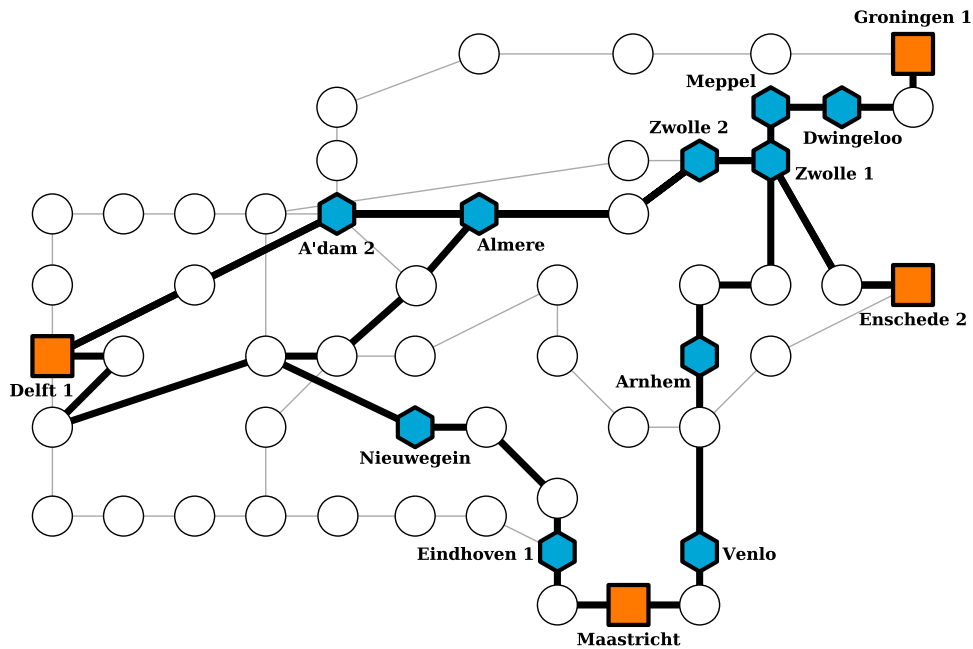 Groningen 1
Meppel
Zwolle 2
Dwingeloo
Zwolle 1
A'dam 2
Almere
Enschede 2
Delft 1
Arnhem
Nieuwegein
Eindhoven 1
Venlo
Maastricht